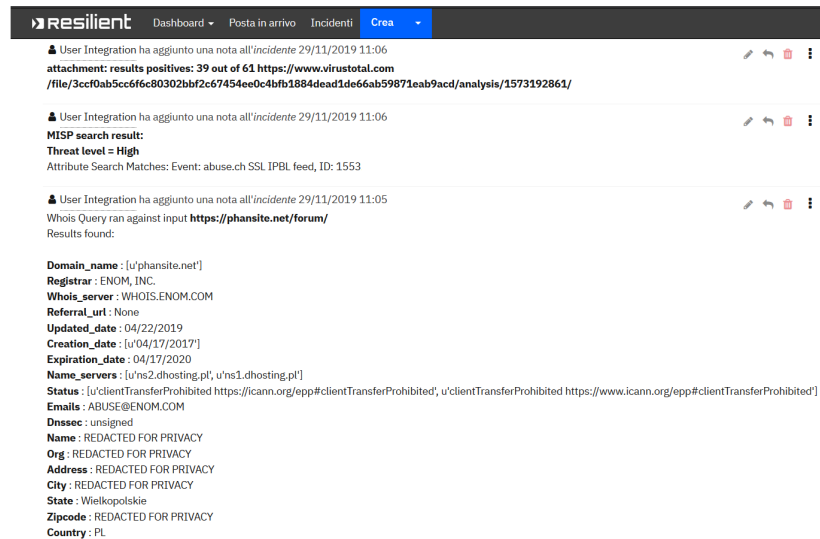 Resilient Dashboard Posta in arrivo Incidenti Crea
User Integration ha aggiunto una nota all'incidente 29/11/2019 11:06
attachment: results positives: 39 out of 61 https://www.virustotal.com
/file/3ccf0ab5cc6f6c80302bbf2c67454ee0c4bfb1884dead1de66ab59871eab9acd/analysis/1573192861/
User Integration ha aggiunto una nota all'incidente 29/11/2019 11:06
MISP search result:
Threat level = High
Attribute Search Matches: Event: abuse.ch SSL IPBL feed, ID: 1553
User Integration ha aggiunto una nota all'incidente 29/11/2019 11:05
Whois Query ran against input https://phansite.net/forum/
Results found:
Domain_name : [u'phansite.net']
Registrar : ENOM, INC.
Whois_server : WHOIS.ENOM.COM
Referral_url : None
Updated_date : 04/22/2019
Creation_date : [u'04/17/2017']
Expiration_date : 04/17/2020
Name_servers : [u'ns2.dhosting.pl', u'ns1.dhosting.pl']
Status : [u'clientTransferProhibited https://icann.org/epp#clientTransferProhibited', u'clientTransferProhibited https://www.icann.org/epp#clientTransferProhibited']
Emails : ABUSE@ENOM.COM
Dnssec : unsigned
Name : REDACTED FOR PRIVACY
Org : REDACTED FOR PRIVACY
Address : REDACTED FOR PRIVACY
City : REDACTED FOR PRIVACY
State : Wielkopolskie
Zipcode : REDACTED FOR PRIVACY
Country : PL